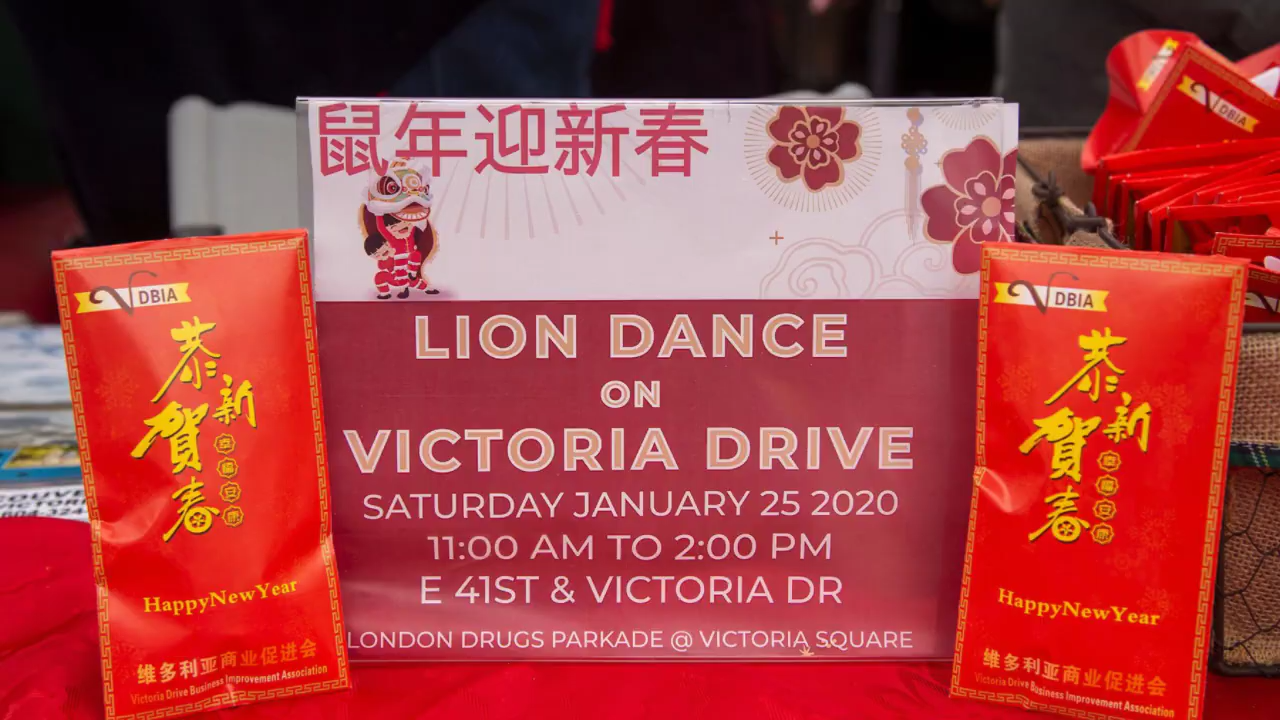 鼠年迎新春
LION DANCE
ON
VICTORIA DRIVE
SATURDAY JANUARY 25 2020
11:00 AM TO 2:00 PM
E 41ST & VICTORIA DR
LONDON DRUGS PARKADE @ VICTORIA SQUARE
VDBIA
恭賀新春
HappyNewYear
维多利亚商业促进会
Victoria Drive Business Improvement Association
VDBIA
恭賀新春
HappyNewYear
维多利亚商业促进会
Victoria Drive Business Improvement Association
VDBIA